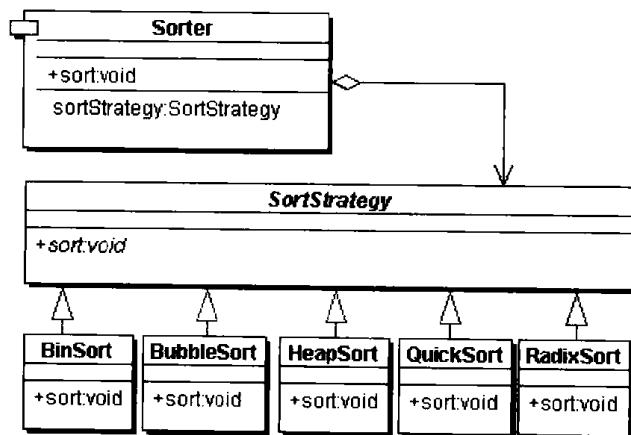 Sorter
+sort:void
sortStrategy:SortStrategy
SortStrategy
+sort:void
BinSort
+sort:void
BubbleSort
+sort:void
HeapSort
+sort:void
QuickSort
+sort:void
RadixSort
+sort:void